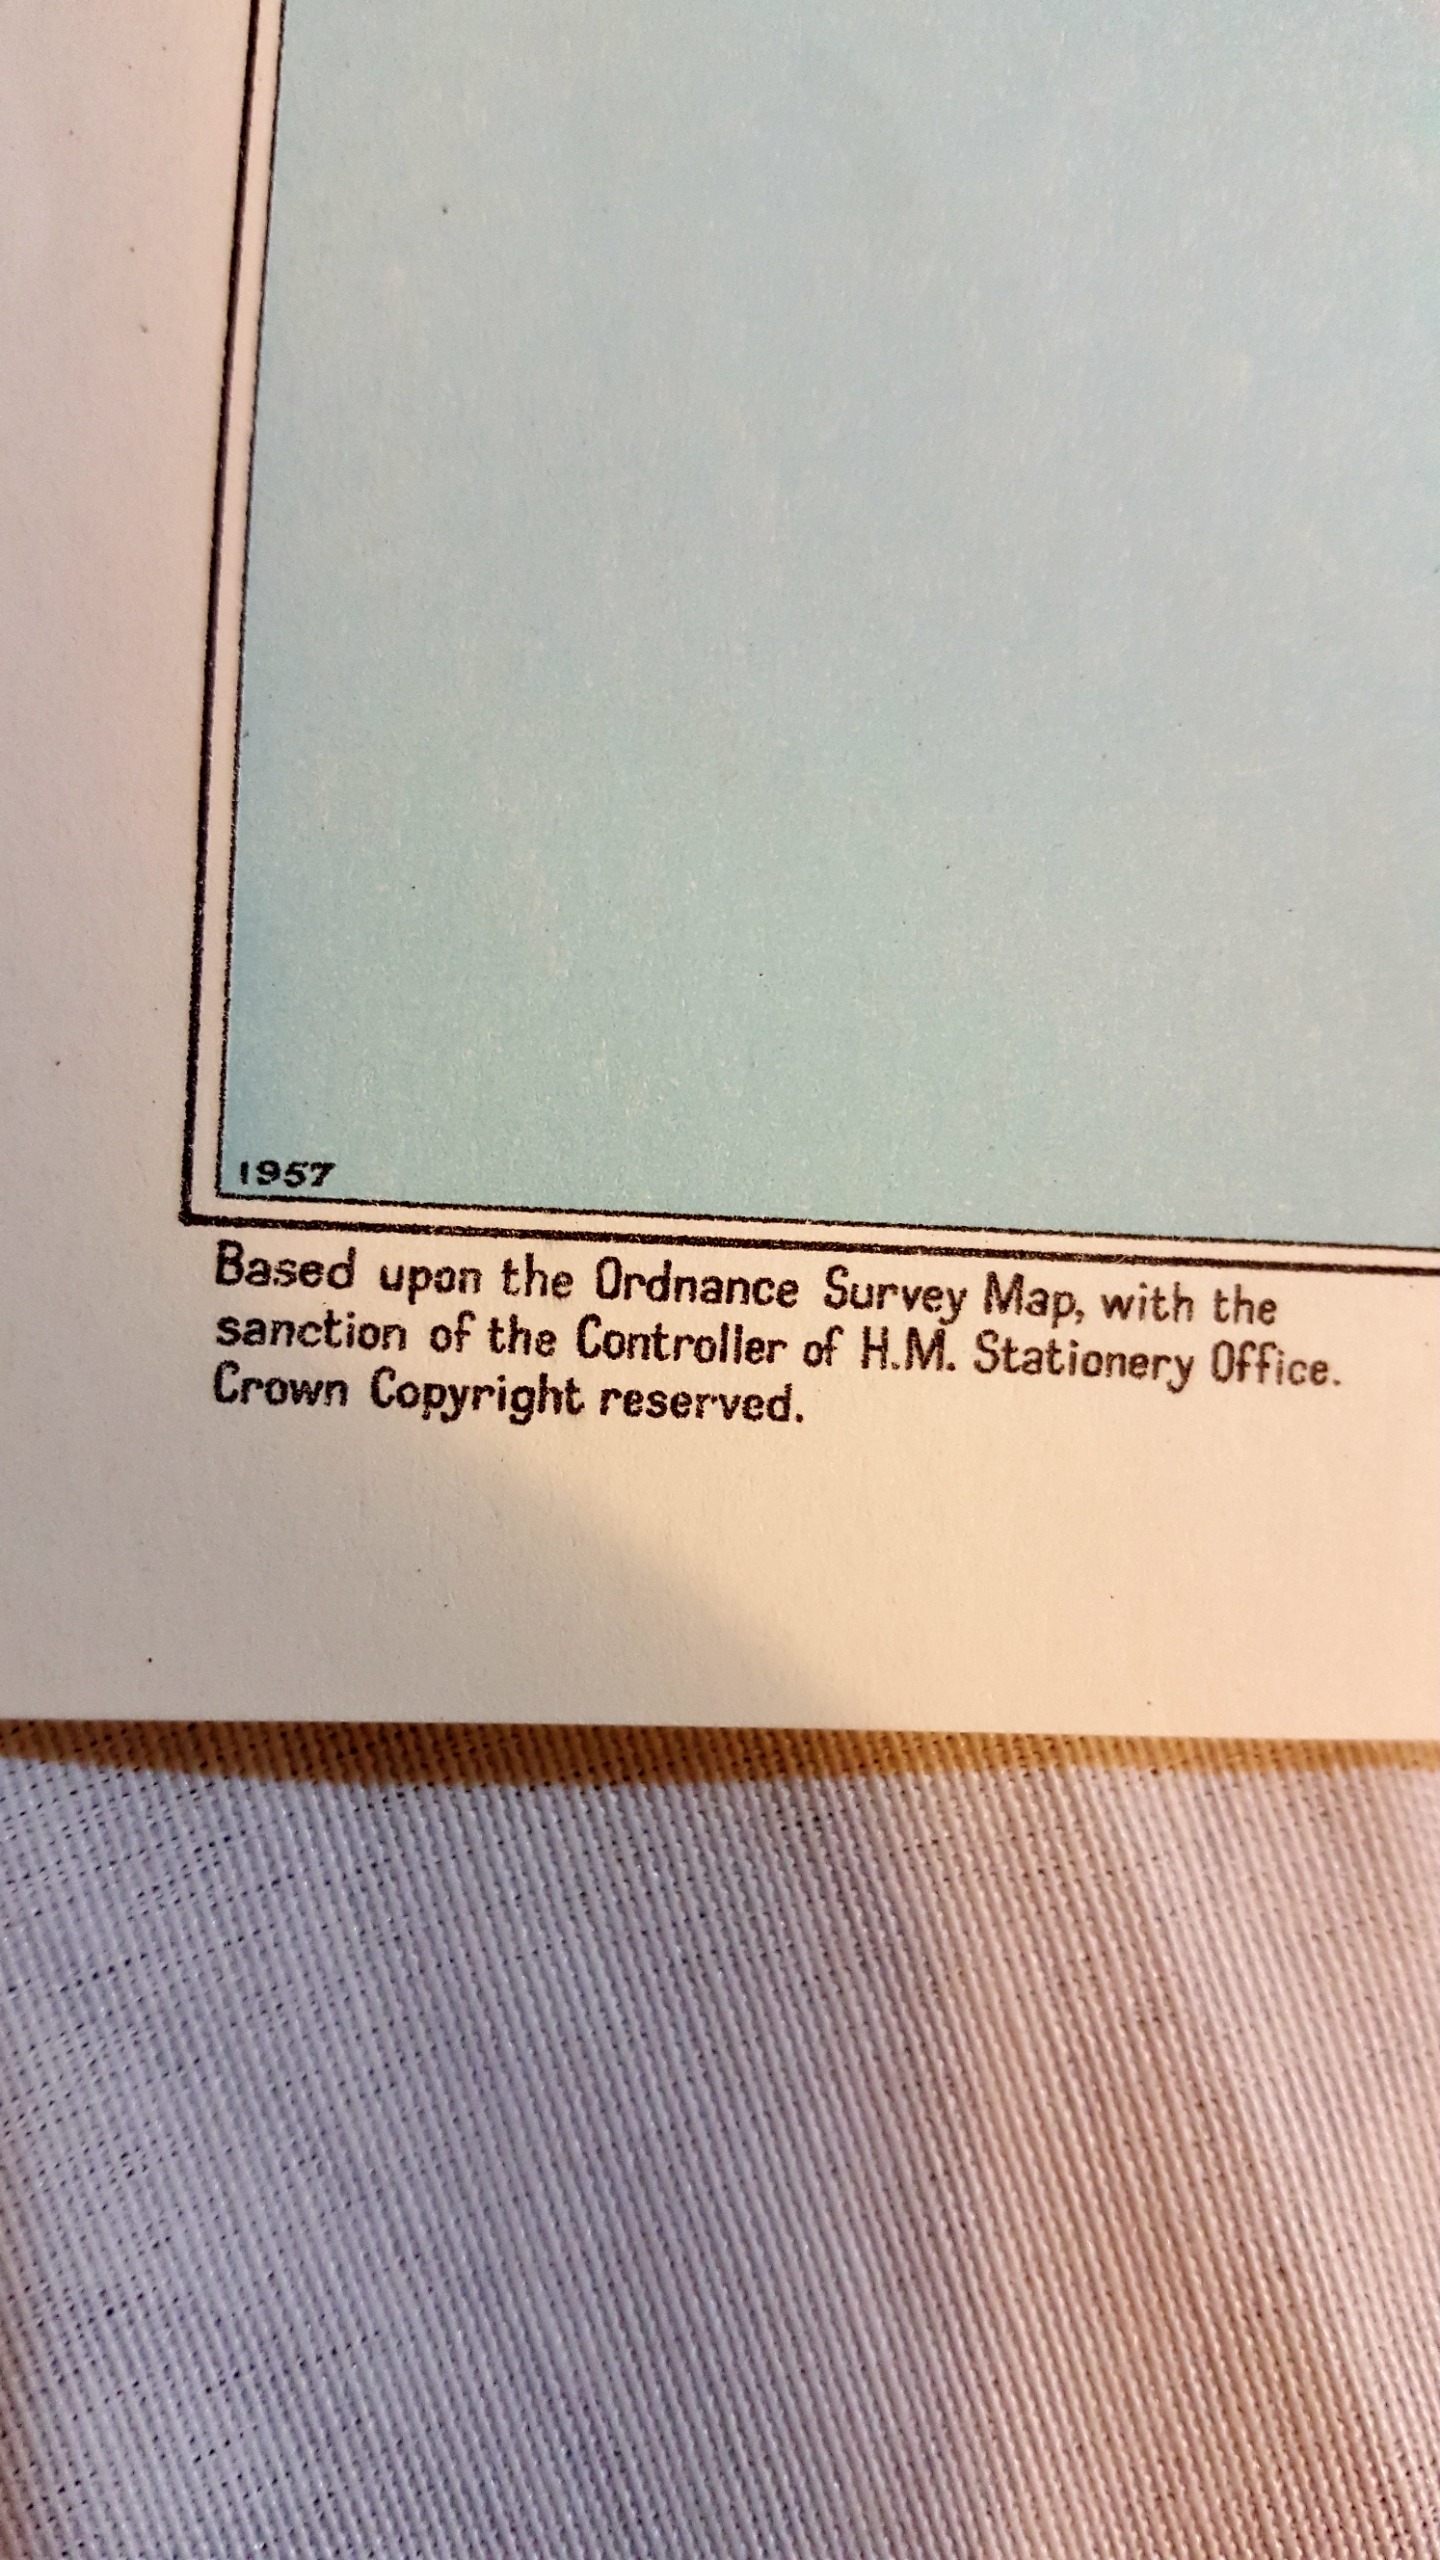 1957
Based upon the Ordnance Survey Map, with the
sanction of the Controller of H.M. Stationery Office.
Crown Copyright reserved.